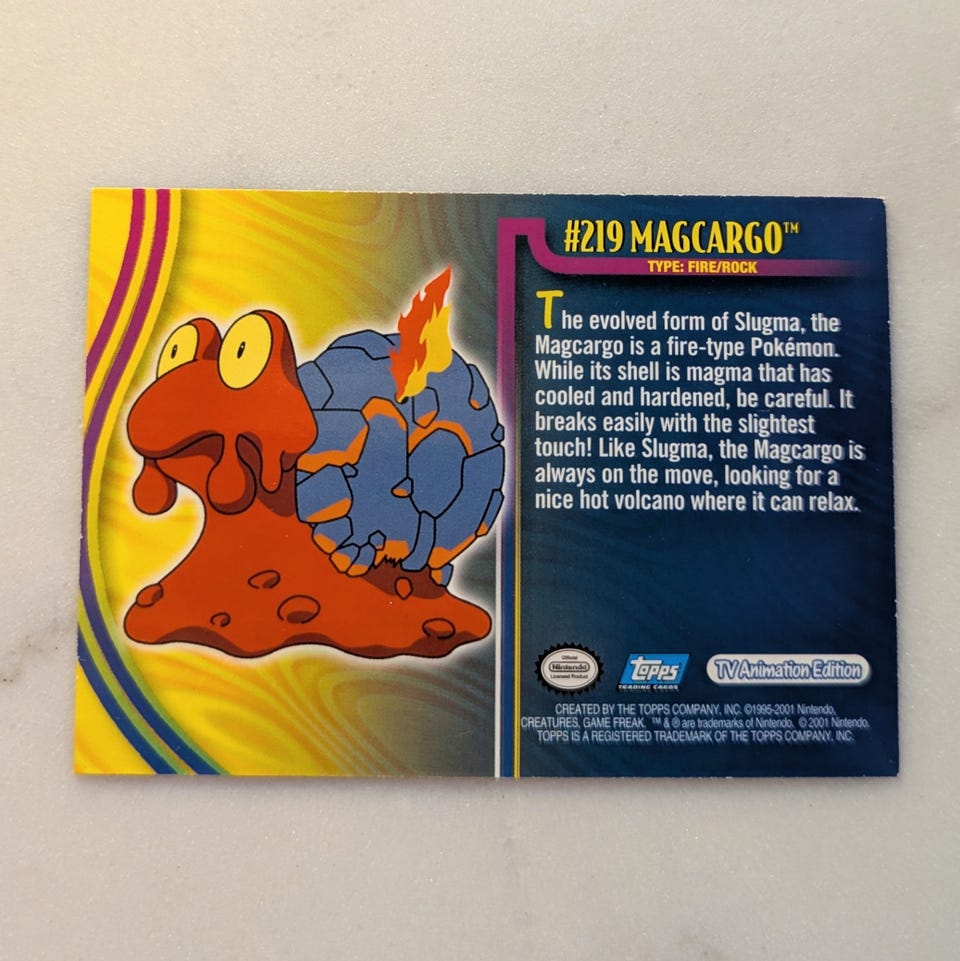 #219 MAGCARGO™
TYPE: FIRE/ROCK
The evolved form of Slugma, the
Magcargo is a fire-type Pokémon.
While its shell is magma that has
cooled and hardened, be careful. It
breaks easily with the slightest
touch! Like Slugma, the Magcargo is
always on the move, looking for a
nice hot volcano where it can relax.
Official
Nintendo
Licensed Product
topps
TRADING CARDS
TV Animation Edition
CREATED BY THE TOPPS COMPANY, INC. ©1995-2001 Nintendo,
CREATURES, GAME FREAK. ™ & ® are trademarks of Nintendo. © 2001 Nintendo.
TOPPS IS A REGISTERED TRADEMARK OF THE TOPPS COMPANY, INC.